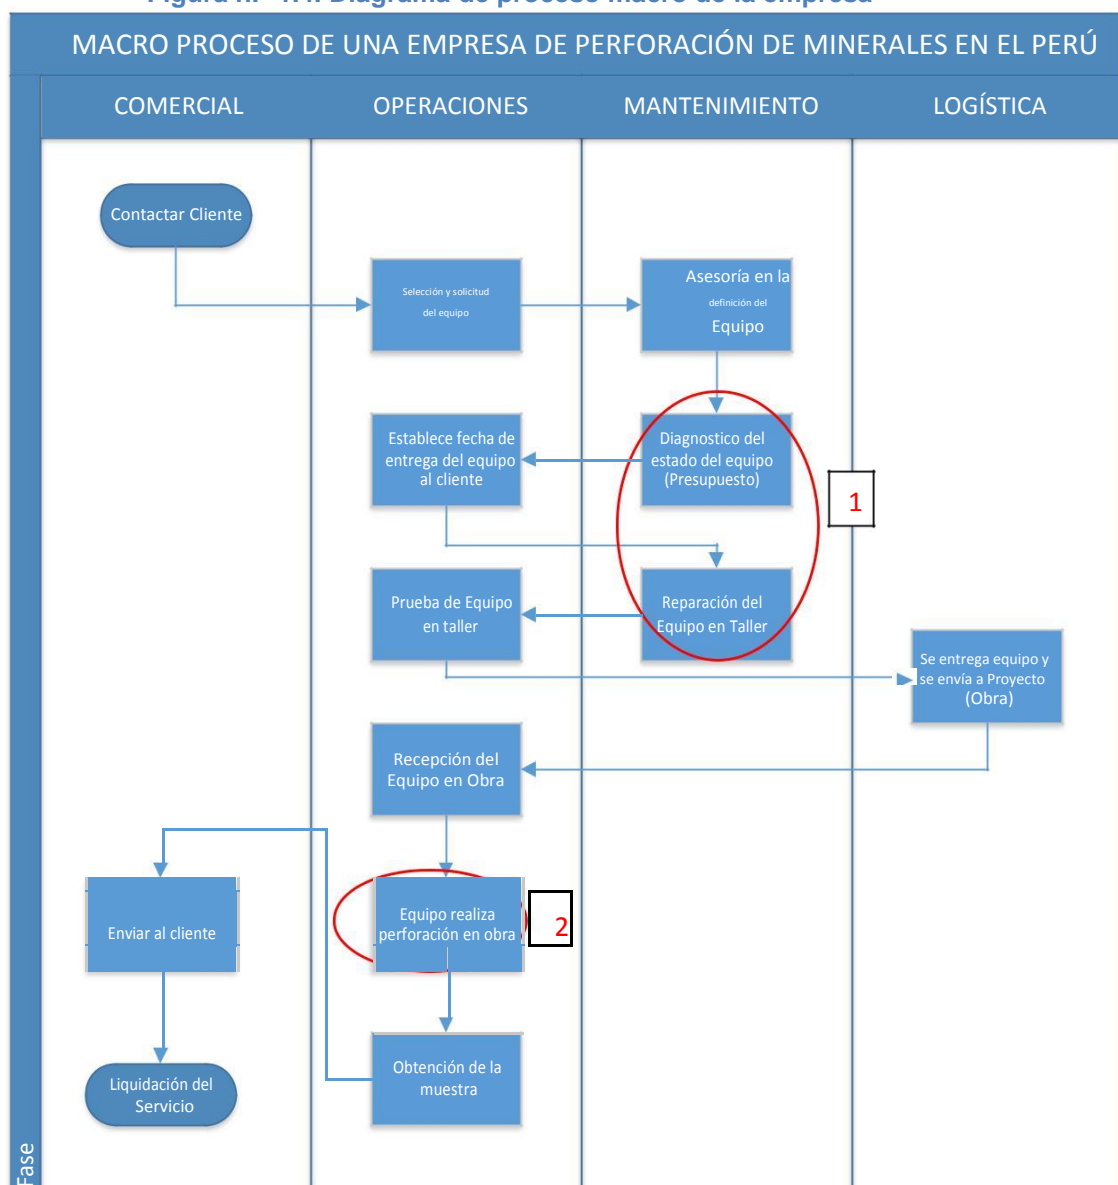 MACRO PROCESO DE UNA EMPRESA DE PERFORACIÓN DE MINERALES EN EL PERÚ
COMERCIAL
OPERACIONES
MANTENIMIENTO
LOGÍSTICA
Contactar Cliente
Selección y solicitud
del equipo
Asesoría en la
definición del
Equipo
Establece fecha de
entrega del equipo
al cliente
Diagnostico del
estado del equipo
(Presupuesto)
1
Prueba de Equipo
en taller
Reparación del
Equipo en Taller
Se entrega equipo y
se envía a Proyecto
(Obra)
Recepción del
Equipo en Obra
Enviar al cliente
Equipo realiza
perforación en obra
2
Obtención de la
muestra
Liquidación del
Servicio
Fase